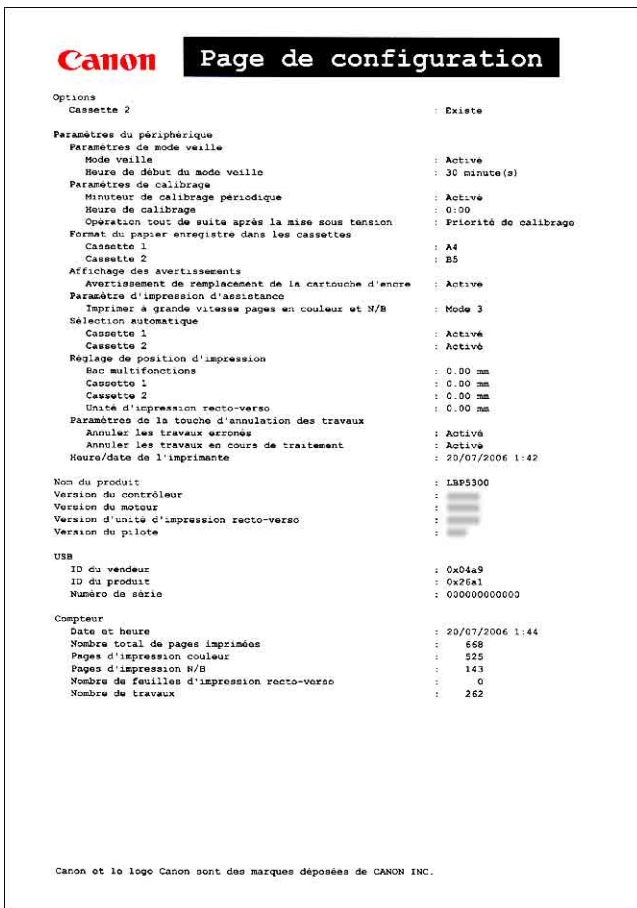 Canon Page de configuration
Options
Cassette 2 : Existe
Paramètres du périphérique
Paramètres de mode veille
Mode veille : Activé
Heure de début du mode veille : 30 minute(s)
Paramètres de calibrage
Minuteur de calibrage périodique : Activé
Heure de calibrage : 0:00
Opération tout de suite après la mise sous tension : Priorité de calibrage
Format du papier enregistré dans les cassettes
Cassette 1 : A4
Cassette 2 : B5
Affichage des avertissements
Avertissement de remplacement de la cartouche d'encre : Activé
Paramètre d'impression d'assistance
Imprimer à grande vitesse pages en couleur et N/B : Mode 3
Sélection automatique
Cassette 1 : Activé
Cassette 2 : Activé
Réglage de position d'impression
Bac multifonctions : 0.00 mm
Cassette 1 : 0.00 mm
Cassette 2 : 0.00 mm
Unité d'impression recto-verso : 0.00 mm
Paramètres de la touche d'annulation des travaux
Annuler les travaux erronés : Activé
Annuler les travaux en cours de traitement : Activé
Heure/date de l'imprimante : 20/07/2006 1:42
Nom du produit : LBP5300
Version du contrôleur :
Version du moteur :
Version d'unité d'impression recto-verso :
Version du pilote :
USB
ID du vendeur : 0x04a9
ID du produit : 0x26a1
Numéro de série : 000000000000
Compteur
Date et heure : 20/07/2006 1:44
Nombre total de pages imprimées : 668
Pages d'impression couleur : 525
Pages d'impression N/B : 143
Nombre de feuilles d'impression recto-verso : 0
Nombre de travaux : 262
Canon et le logo Canon sont des marques déposées de CANON INC.